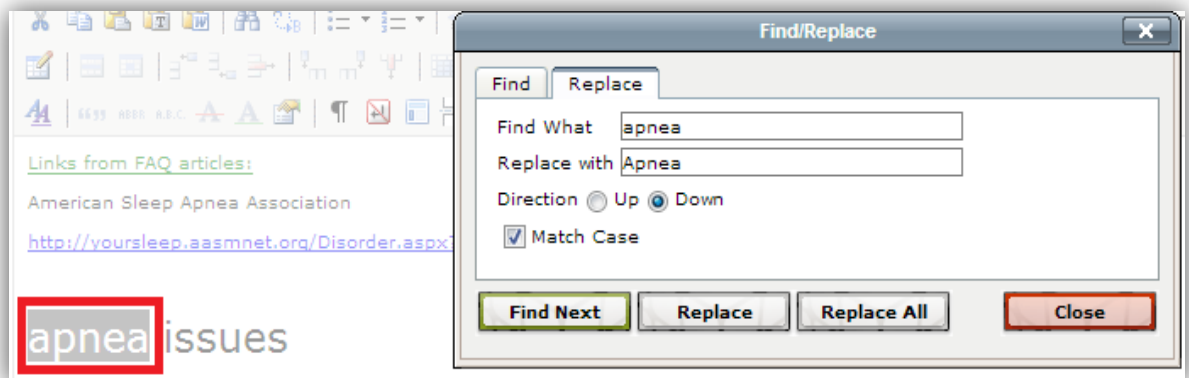 Find/Replace
X
Find Replace
Find What apnea
Replace with Apnea
Direction Up Down
Match Case
Find Next Replace Replace All Close
Links from FAQ articles:
American Sleep Apnea Association
http://yoursleep.aasmnet.org/Disorder.aspx?
apnea issues